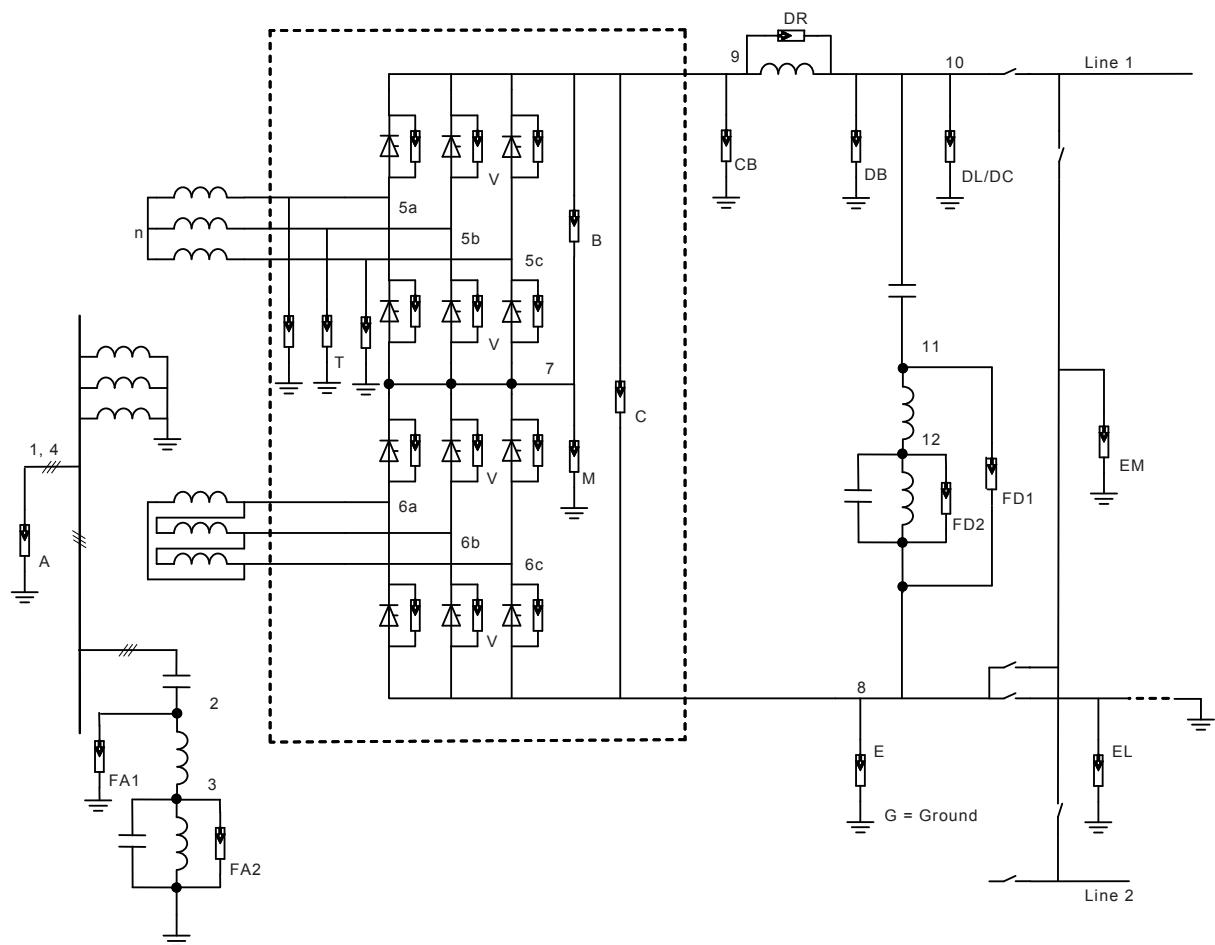 DR
9
10
Line 1
CB
DB
DL/DC
V
5a
n
5b
B
5c
V
T
7
11
C
1, 4
12
EM
V
M
FD1
6a
FD2
A
6b
6c
V
8
2
E
EL
FA1
3
G = Ground
FA2
Line 2